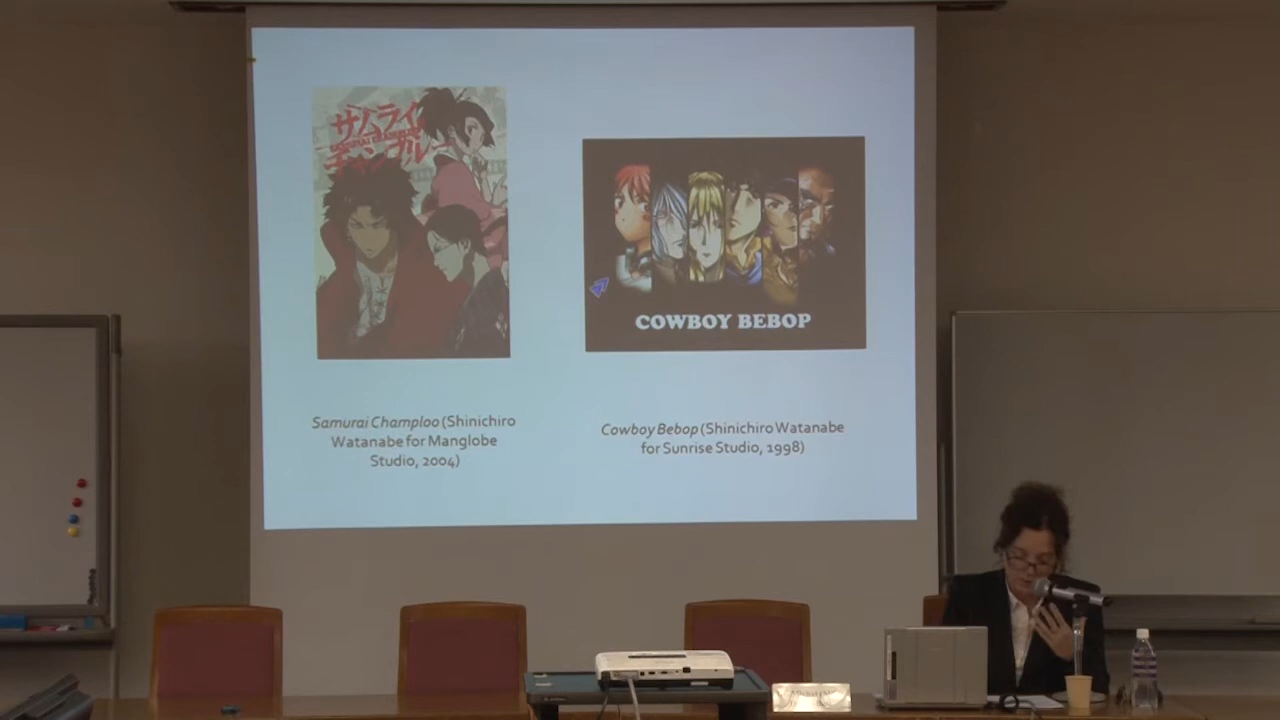 サムライ
チャンプルー
COWBOY BEBOP
Samurai Champloo (Shinichiro
Watanabe for Manglobe
Studio, 2004)
Cowboy Bebop (Shinichiro Watanabe
for Sunrise Studio, 1998)